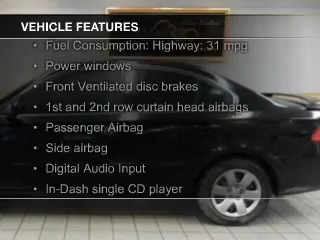 VEHICLE FEATURES
• Fuel Consumption: Highway: 31 mpg
• Power windows
• Front Ventilated disc brakes
• 1st and 2nd row curtain head airbags
• Passenger Airbag
• Side airbag
• Digital Audio Input
• In-Dash single CD player